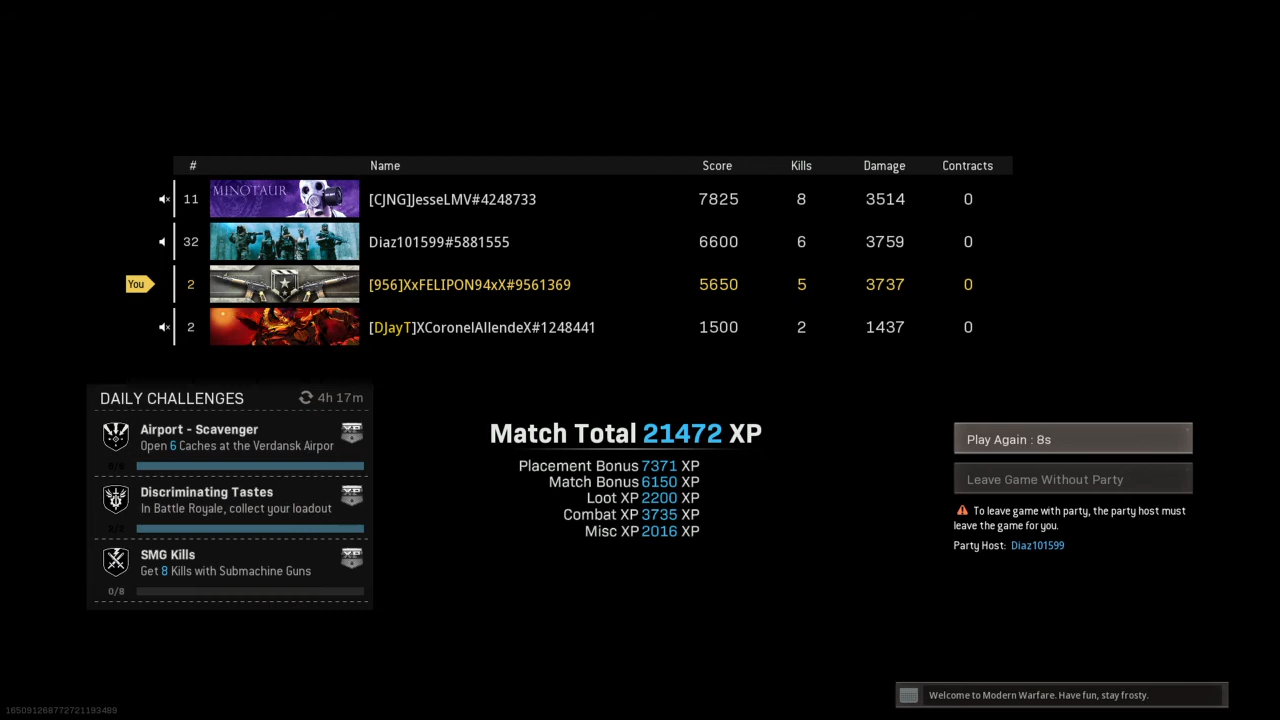 # Name Score Kills Damage Contracts
11 MINOTAUR [CJNG]JesseLMV#4248733 7825 8 3514 0
32 Diaz101599#5881555 6600 6 3759 0
You 2 [956]XxFELIPON94xX#9561369 5650 5 3737 0
2 [DJayT]XCoronelAllendeX#1248441 1500 2 1437 0
DAILY CHALLENGES 4h 17m
Airport - Scavenger XP
Open 6 Caches at the Verdansk Airpor
Discriminating Tastes XP
In Battle Royale, collect your loadout
SMG Kills XP
Get 8 Kills with Submachine Guns
0/8
Match Total 21472 XP
Placement Bonus 7371 XP
Match Bonus 6150 XP
Loot XP 2200 XP
Combat XP 3735 XP
Misc XP 2016 XP
Play Again : 8s
Leave Game Without Party
To leave game with party, the party host must
leave the game for you.
Party Host: Diaz101599
Welcome to Modern Warfare. Have fun, stay frosty.